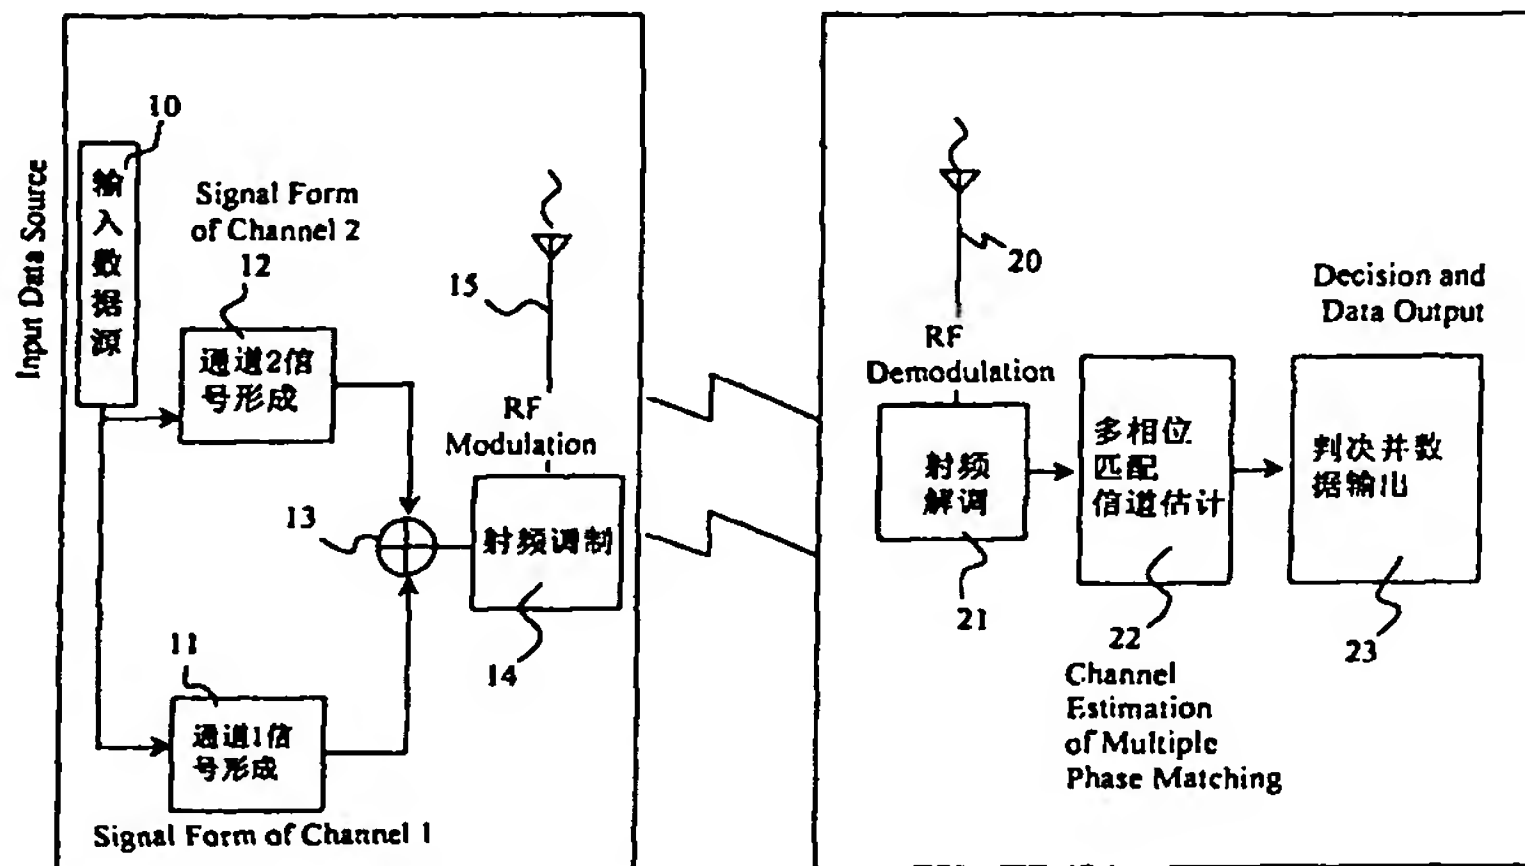 Input Data Source
10
输入数据源
Signal Form
of Channel 2
12
通道2信
号形成
15
RF
Modulation
13
射频调制
14
11
通道1信
号形成
Signal Form of Channel 1
20
RF
Demodulation
射频
解调
21
多相位
匹配
信道估计
22
Channel
Estimation
of Multiple
Phase Matching
Decision and
Data Output
判决并数
据输出
23